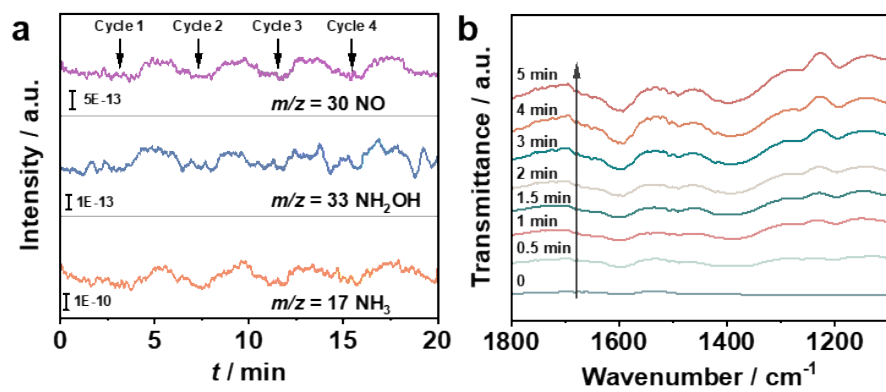 a
Cycle 1 Cycle 2 Cycle 3 Cycle 4
5E-13
m/z = 30 NO
1E-13
m/z = 33 NH₂OH
1E-10
m/z = 17 NH₃
Intensity / a.u.
0 5 10 15 20
t / min
b
5 min
4 min
3 min
2 min
1.5 min
1 min
0.5 min
0
Transmittance / a.u.
1800 1600 1400 1200
Wavenumber / cm⁻¹